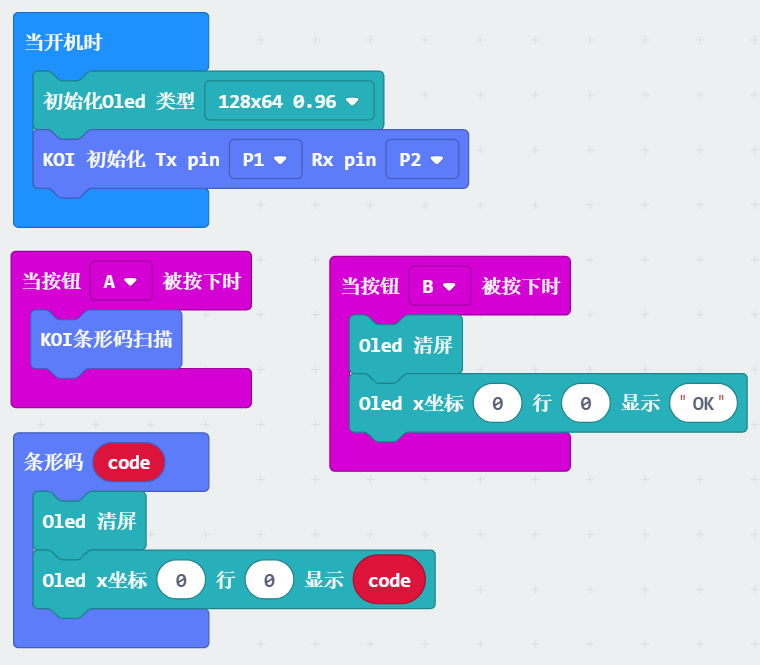 当开机时
初始化Oled 类型 128x64 0.96
KOI 初始化 Tx pin P1 Rx pin P2
当按钮 A 被按下时
KOI条形码扫描
当按钮 B 被按下时
Oled 清屏
Oled x坐标 0 行 0 显示 "OK"
条形码 code
Oled 清屏
Oled x坐标 0 行 0 显示 code